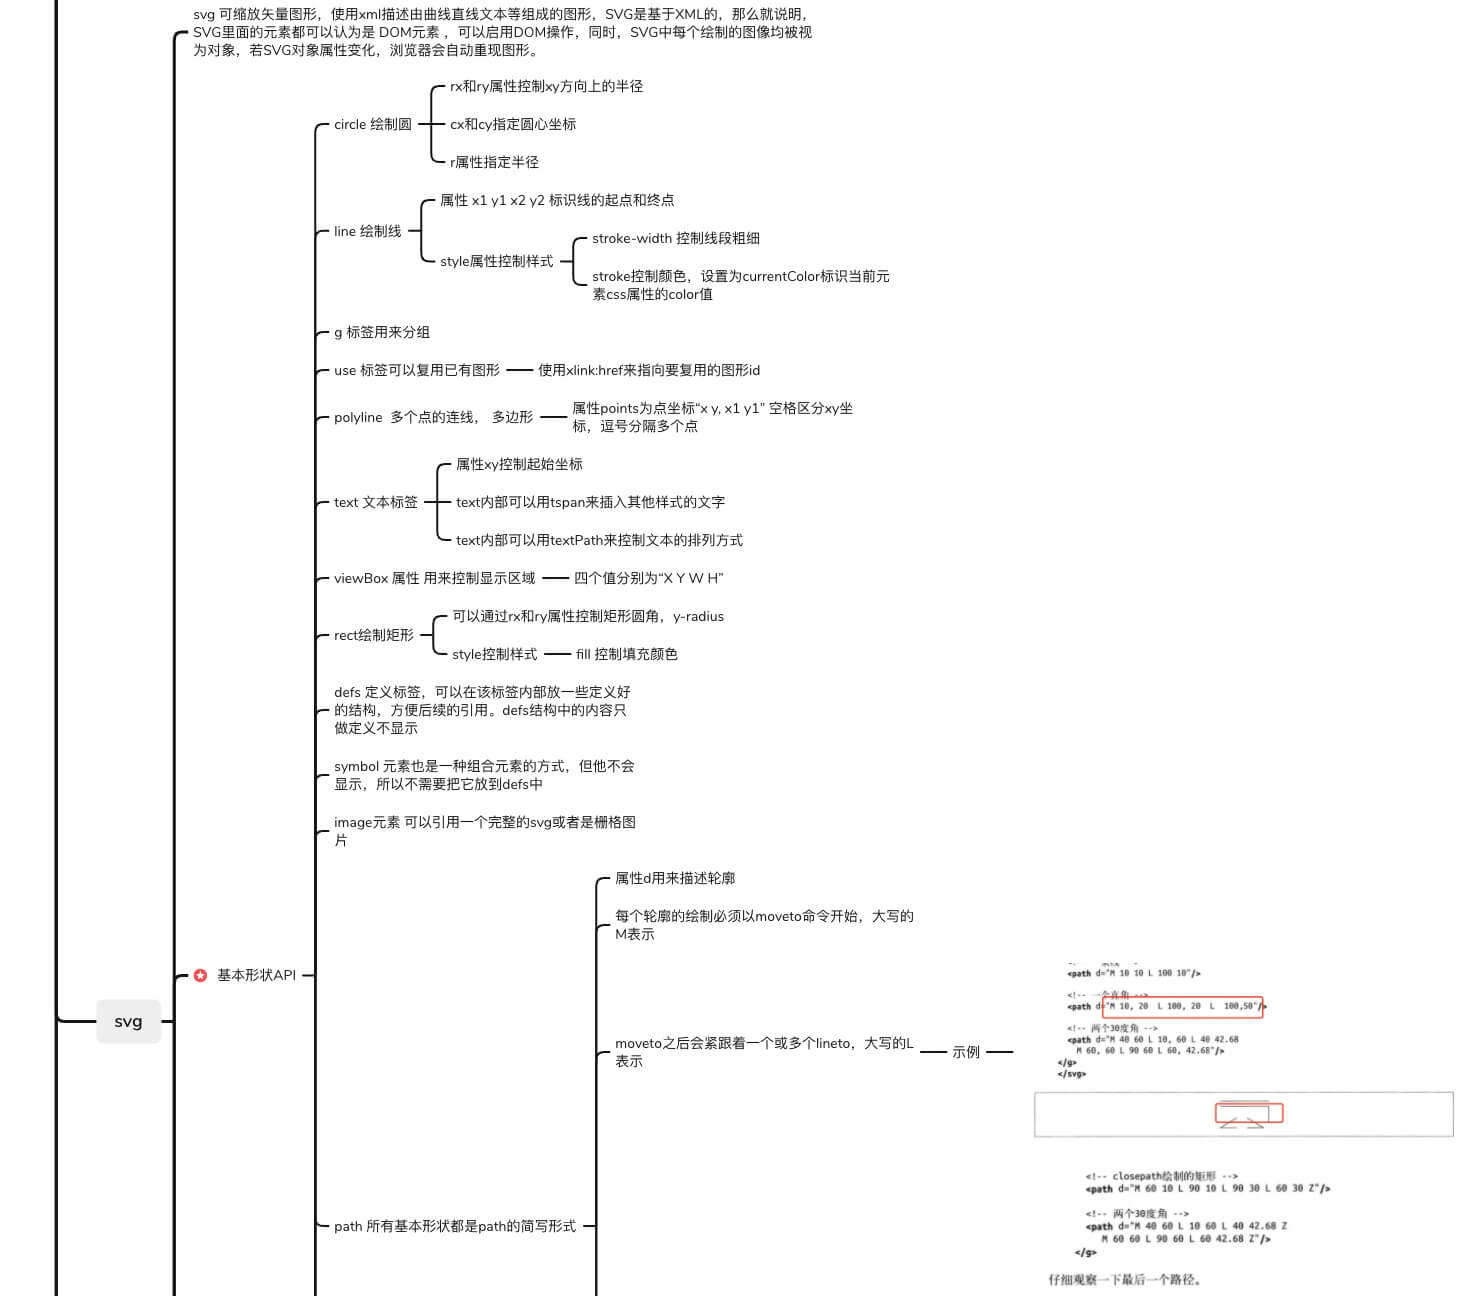 svg 可缩放矢量图形，使用xml描述由曲线直线文本等组成的图形，SVG是基于XML的，那么就说明，
SVG里面的元素都可以认为是 DOM元素 ，可以启用DOM操作，同时，SVG中每个绘制的图像均被视
为对象，若SVG对象属性变化，浏览器会自动重现图形。
circle 绘制圆
rx和ry属性控制xy方向上的半径
cx和cy指定圆心坐标
r属性指定半径
line 绘制线
属性 x1 y1 x2 y2 标识线的起点和终点
style属性控制样式
stroke-width 控制线段粗细
stroke控制颜色，设置为currentColor标识当前元
素css属性的color值
g 标签用来分组
use 标签可以复用已有图形
使用xlink:href来指向要复用的图形id
polyline 多个点的连线， 多边形
属性points为点坐标“x y, x1 y1” 空格区分xy坐
标，逗号分隔多个点
text 文本标签
属性xy控制起始坐标
text内部可以用tspan来插入其他样式的文字
text内部可以用textPath来控制文本的排列方式
viewBox 属性 用来控制显示区域
四个值分别为“X Y W H”
rect绘制矩形
可以通过rx和ry属性控制矩形圆角，y-radius
style控制样式
fill 控制填充颜色
defs 定义标签，可以在该标签内部放一些定义好
的结构，方便后续的引用。defs结构中的内容只
做定义不显示
symbol 元素也是一种组合元素的方式，但他不会
显示，所以不需要把它放到defs中
image元素 可以引用一个完整的svg或者是栅格图
片
svg
基本形状API
path 所有基本形状都是path的简写形式
属性d用来描述轮廓
每个轮廓的绘制必须以moveto命令开始，大写的
M表示
moveto之后会紧跟着一个或多个lineto，大写的L
表示
示例
<path d="M 10 10 L 100 10"/>
<!-- 一个直角 -->
<path d="M 10, 20 L 100, 20 L 100,50"/>
<!-- 两个30度角 -->
<path d="M 40 60 L 10, 60 L 40 42.68
M 60, 60 L 90 60 L 60, 42.68"/>
</g>
</svg>
<!-- closepath绘制的矩形 -->
<path d="M 60 10 L 90 10 L 90 30 L 60 30 Z"/>
<!-- 两个30度角 -->
<path d="M 40 60 L 10 60 L 40 42.68 Z
M 60 60 L 90 60 L 60 42.68 Z"/>
</g>
仔细观察一下最后一个路径。